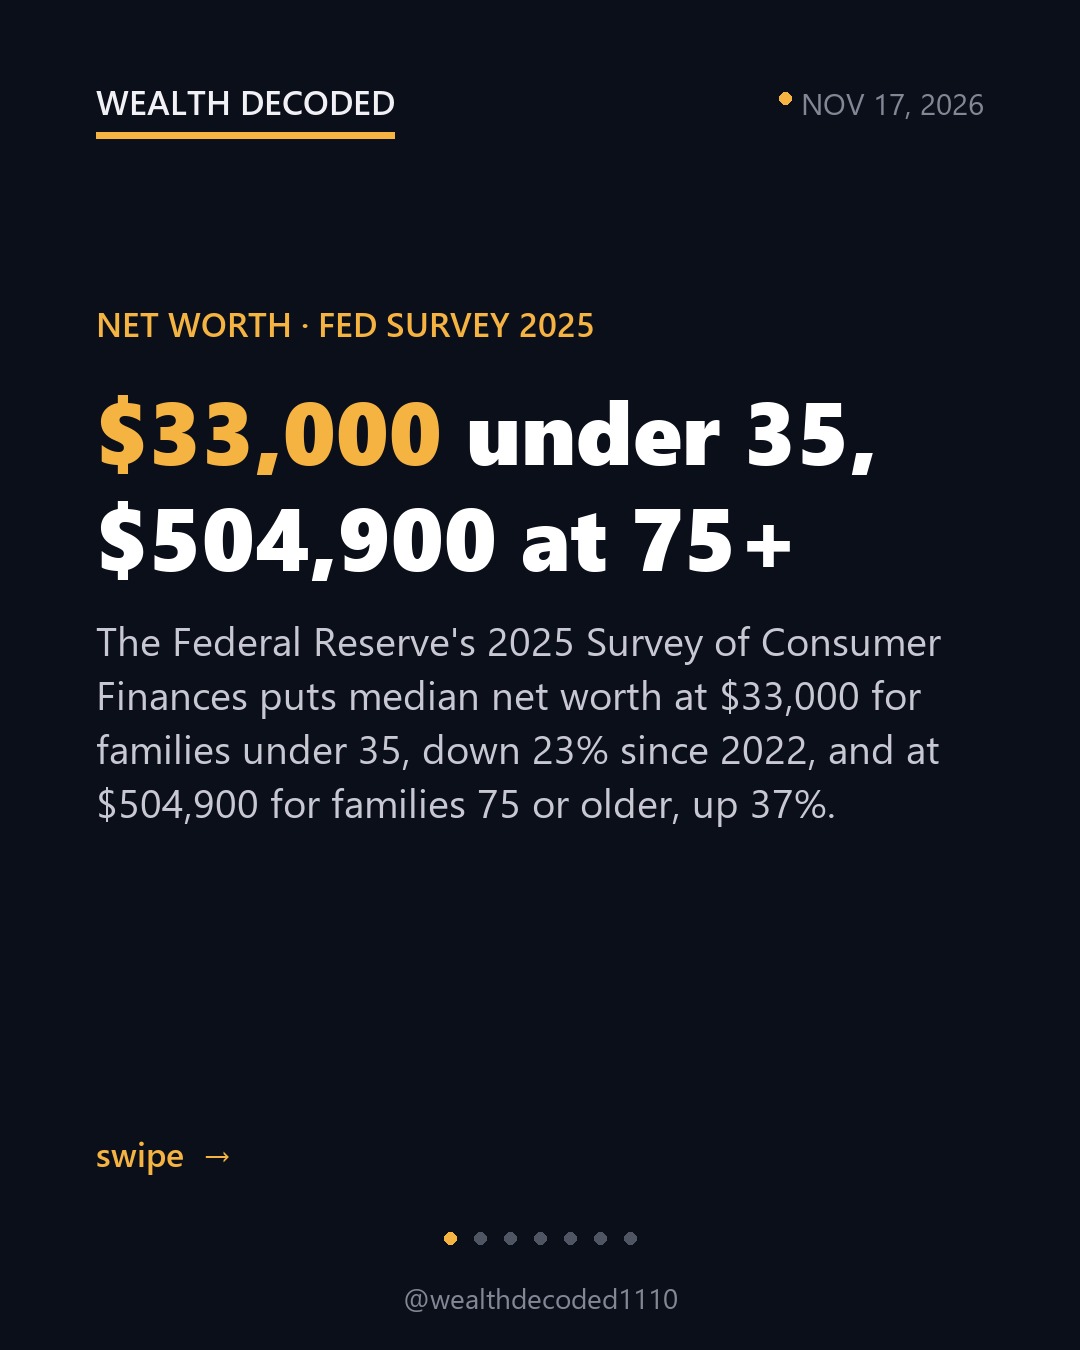 WEALTH DECODED
NOV 17, 2026
NET WORTH · FED SURVEY 2025
$33,000 under 35,
$504,900 at 75+
The Federal Reserve's 2025 Survey of Consumer
Finances puts median net worth at $33,000 for
families under 35, down 23% since 2022, and at
$504,900 for families 75 or older, up 37%.
swipe →
@wealthdecoded1110